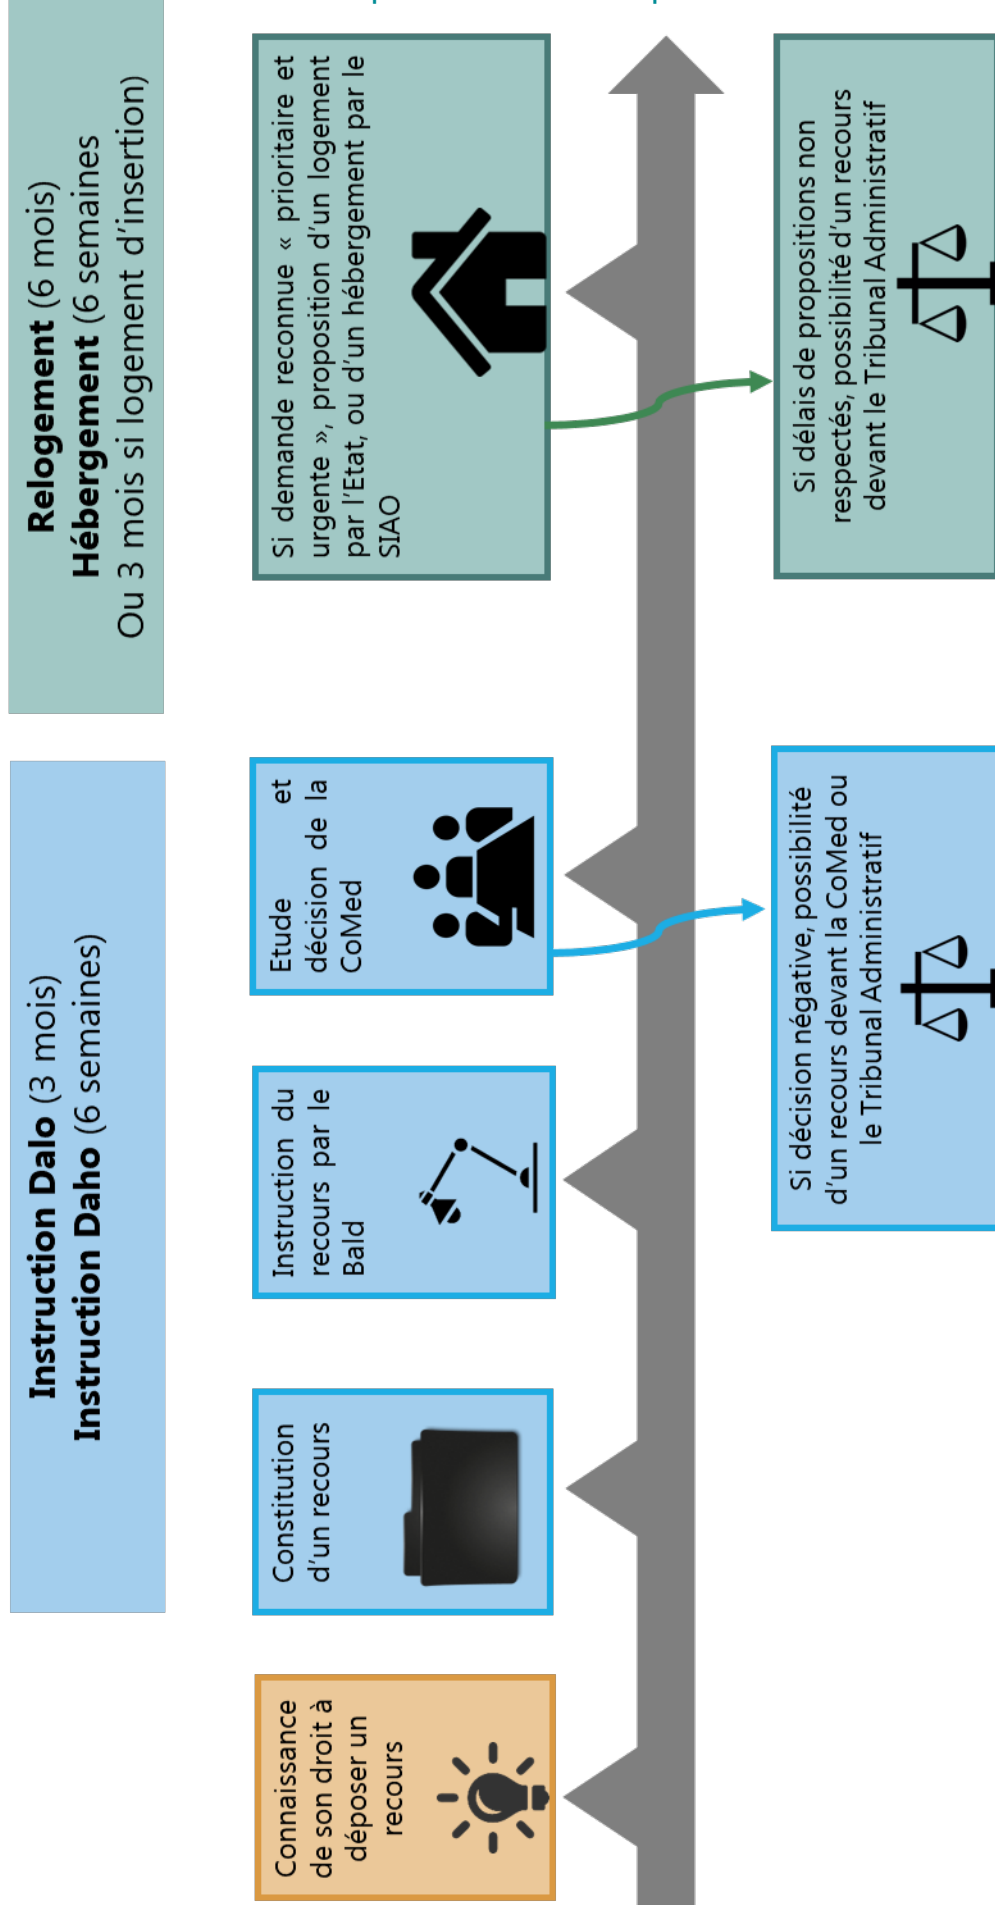 Instruction Dalo (3 mois)
Instruction Daho (6 semaines)
Relogement (6 mois)
Hébergement (6 semaines
Ou 3 mois si logement d'insertion)
Connaissance
de son droit à
déposer un
recours
Constitution
d'un recours
Instruction du
recours par le
Bald
Etude et
décision de la
CoMed
Si demande reconnue « prioritaire et
urgente », proposition d'un logement
par l'Etat, ou d'un hébergement par le
SIAO
Si décision négative, possibilité
d'un recours devant la CoMed ou
le Tribunal Administratif
Si délais de propositions non
respectés, possibilité d'un recours
devant le Tribunal Administratif